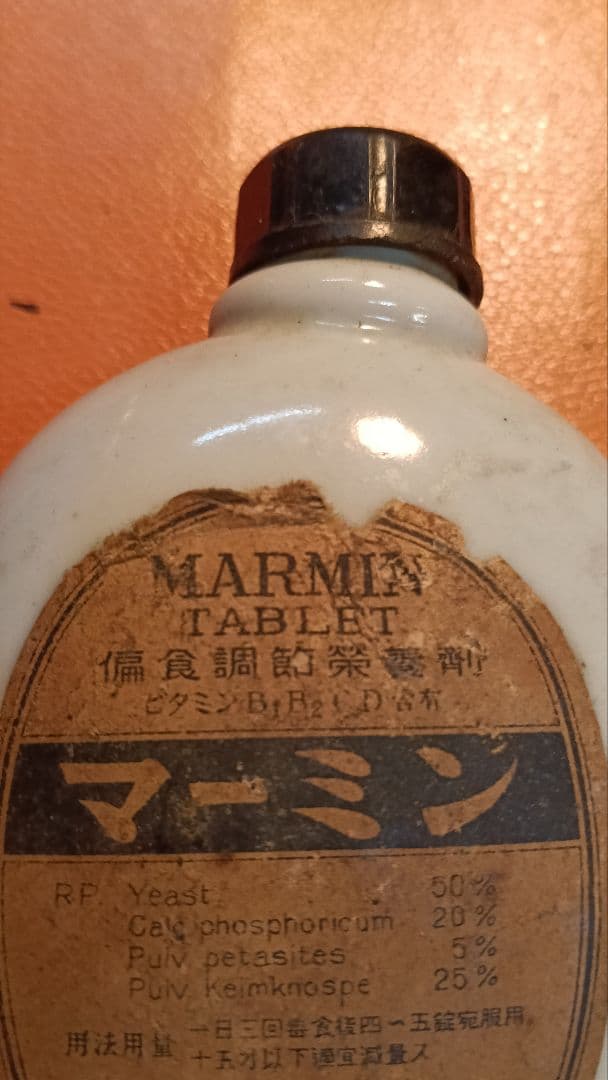 MARMIN
TABLET
偏食調節榮養劑
ビタミンB₁B₂C D含有
マーミン
R.P. Yeast 50%
Calc phosphoricum 20%
Pulv petasites 5%
Pulv Keimknospe 25%
用法用量 一日三回每食後四〜五錠宛服用
十五才以下適宜減量ス